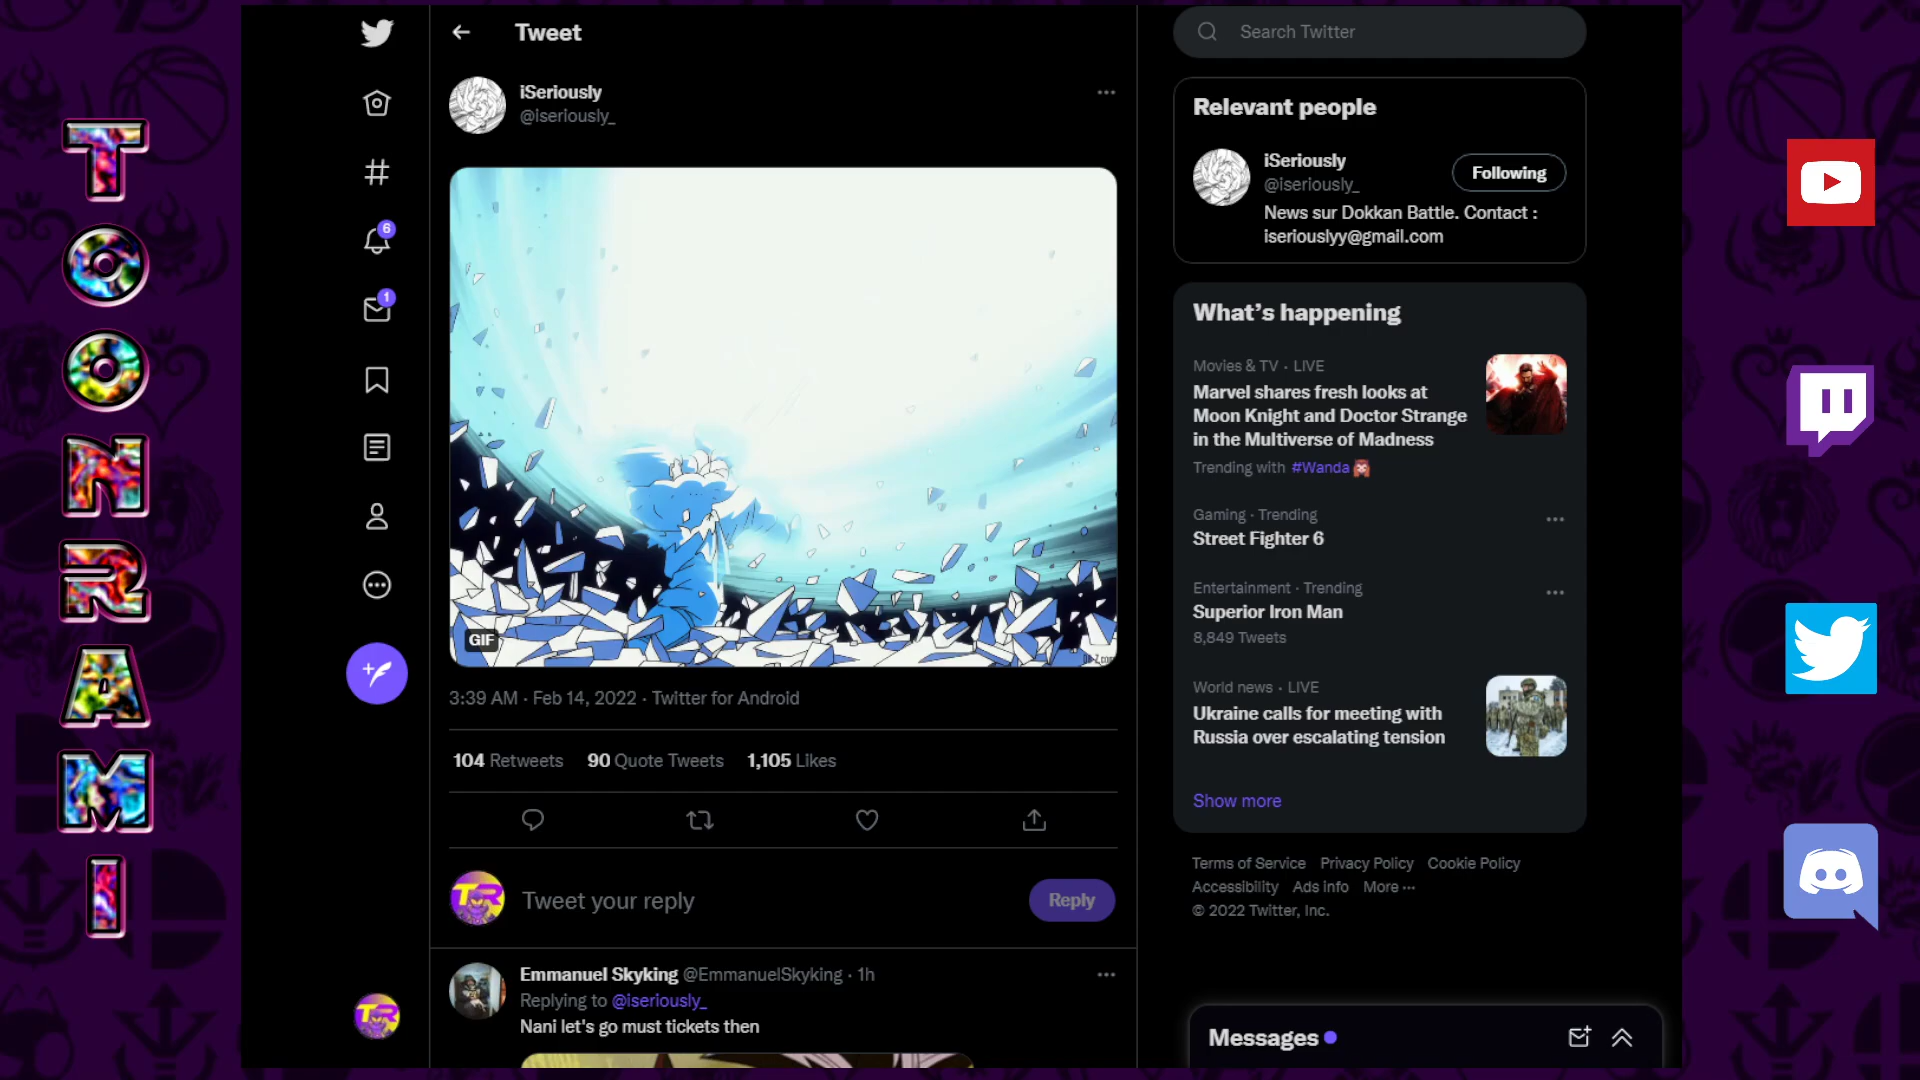 TOONRAMI
Tweet
iSeriously
@iseriously_
GIF
3:39 AM · Feb 14, 2022 · Twitter for Android
104 Retweets 90 Quote Tweets 1,105 Likes
Tweet your reply
Reply
Emmanuel Skyking @EmmanuelSkyking · 1h
Replying to @iseriously_
Nani let's go must tickets then
6
1
TR
Search Twitter
Relevant people
iSeriously
@iseriously_
Following
News sur Dokkan Battle. Contact :
iseriouslyy@gmail.com
What's happening
Movies & TV · LIVE
Marvel shares fresh looks at
Moon Knight and Doctor Strange
in the Multiverse of Madness
Trending with #Wanda
Gaming · Trending
Street Fighter 6
Entertainment · Trending
Superior Iron Man
8,849 Tweets
World news · LIVE
Ukraine calls for meeting with
Russia over escalating tension
Show more
Terms of Service Privacy Policy Cookie Policy
Accessibility Ads info More ···
© 2022 Twitter, Inc.
Messages